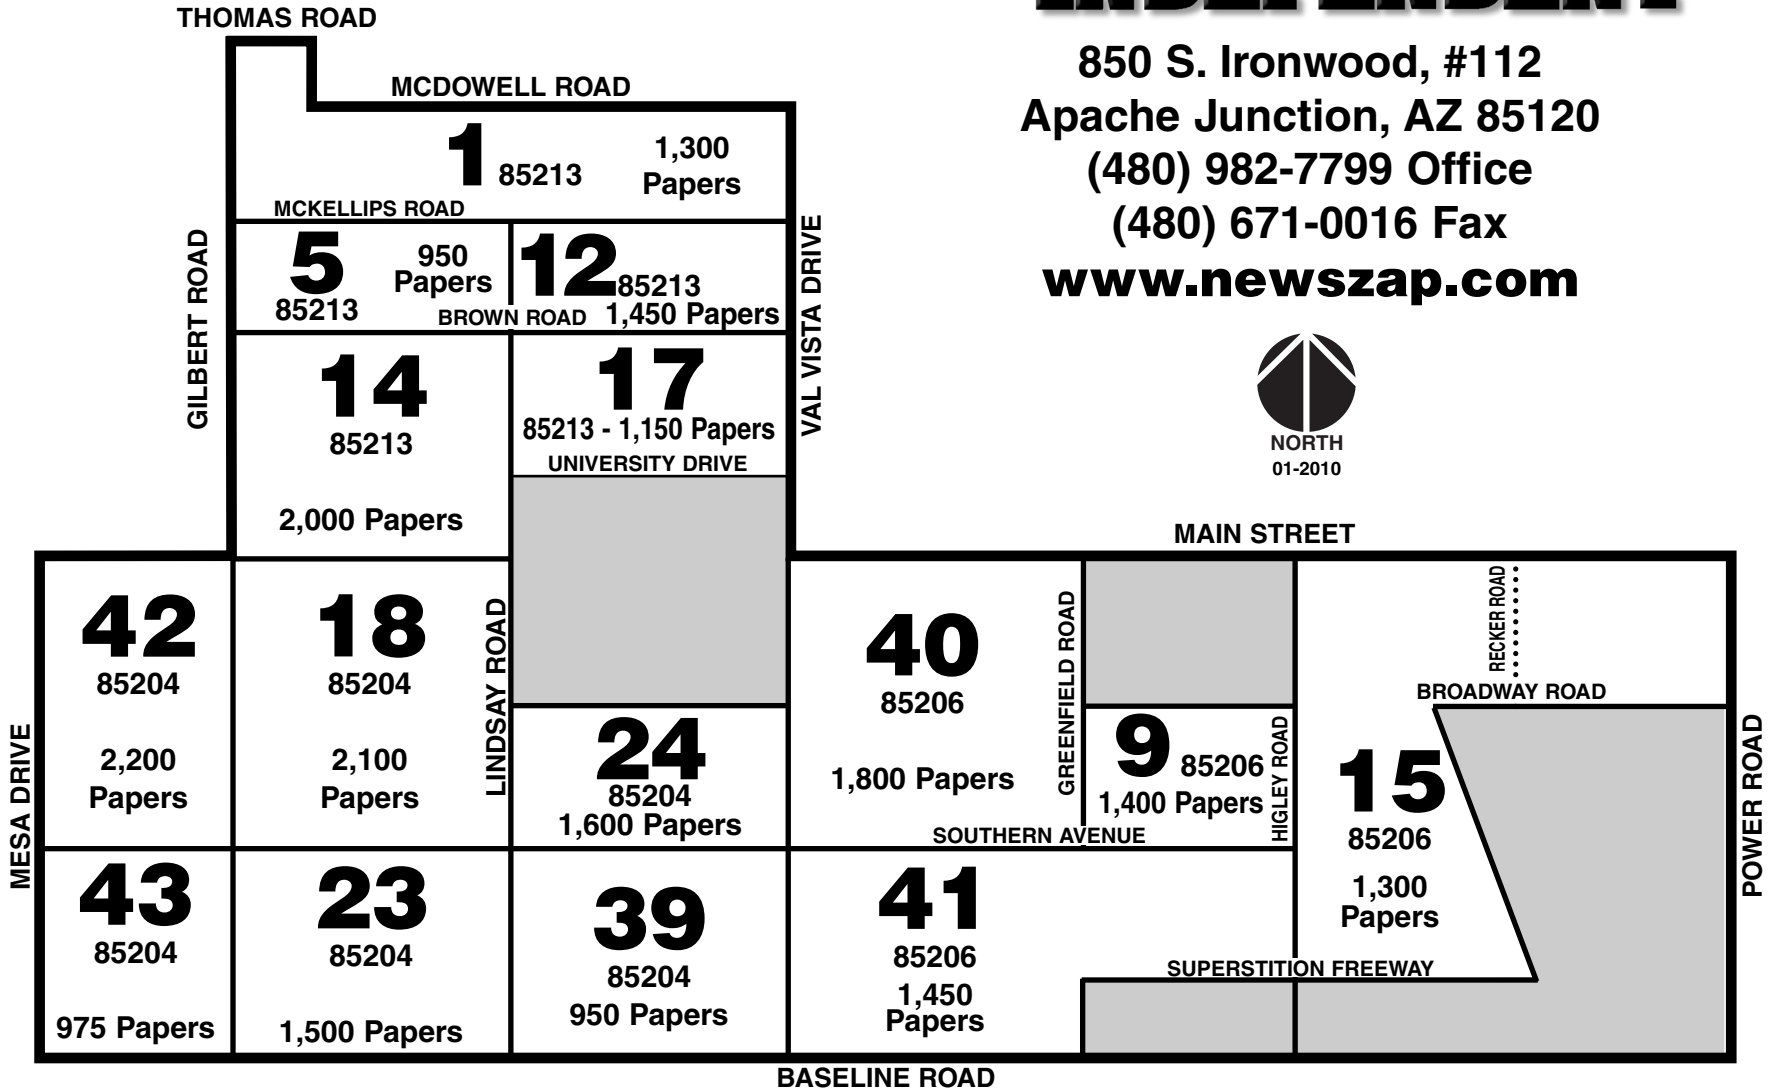 INDEPENDENT
850 S. Ironwood, #112
Apache Junction, AZ 85120
(480) 982-7799 Office
(480) 671-0016 Fax
www.newszap.com
NORTH
01-2010
THOMAS ROAD
MCDOWELL ROAD
1 85213
1,300
Papers
MCKELLIPS ROAD
GILBERT ROAD
5
85213
950
Papers
12 85213
1,450 Papers
BROWN ROAD
VAL VISTA DRIVE
14
85213
2,000 Papers
17
85213 - 1,150 Papers
UNIVERSITY DRIVE
MAIN STREET
42
85204
2,200
Papers
18
85204
2,100
Papers
LINDSAY ROAD
24
85204
1,600 Papers
40
85206
1,800 Papers
GREENFIELD ROAD
9 85206
1,400 Papers
HIGLEY ROAD
RECKER ROAD
BROADWAY ROAD
15
85206
1,300
Papers
MESA DRIVE
POWER ROAD
SOUTHERN AVENUE
43
85204
975 Papers
23
85204
1,500 Papers
39
85204
950 Papers
41
85206
1,450
Papers
SUPERSTITION FREEWAY
BASELINE ROAD